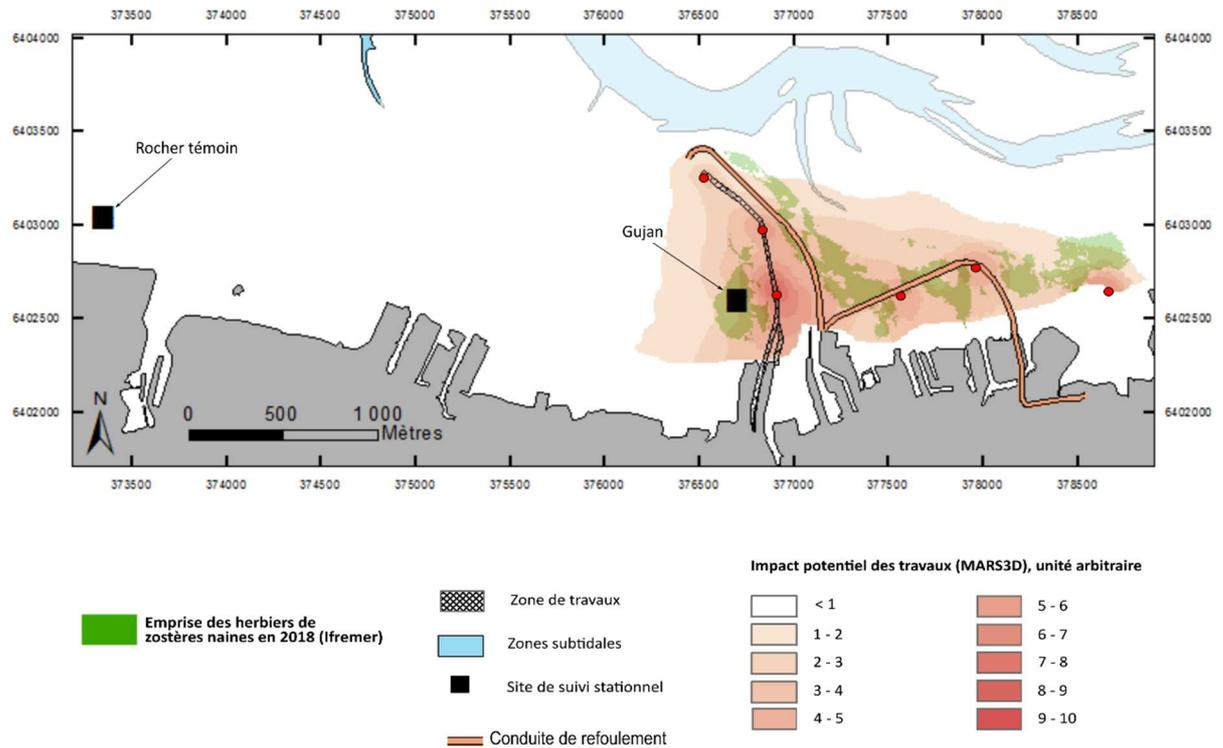 373500 374000 374500 375000 375500 376000 376500 377000 377500 378000 378500
6404000 6404000
6403500 6403500
Rocher témoin
6403000 6403000
Gujan
6402500 6402500
6402000 6402000
N
0 500 1 000
Mètres
373500 374000 374500 375000 375500 376000 376500 377000 377500 378000 378500
Emprise des herbiers de
zostères naines en 2018 (Ifremer)
Zone de travaux
Zones subtidales
Site de suivi stationnel
Conduite de refoulement
Impact potentiel des travaux (MARS3D), unité arbitraire
< 1
1 - 2
2 - 3
3 - 4
4 - 5
5 - 6
6 - 7
7 - 8
8 - 9
9 - 10